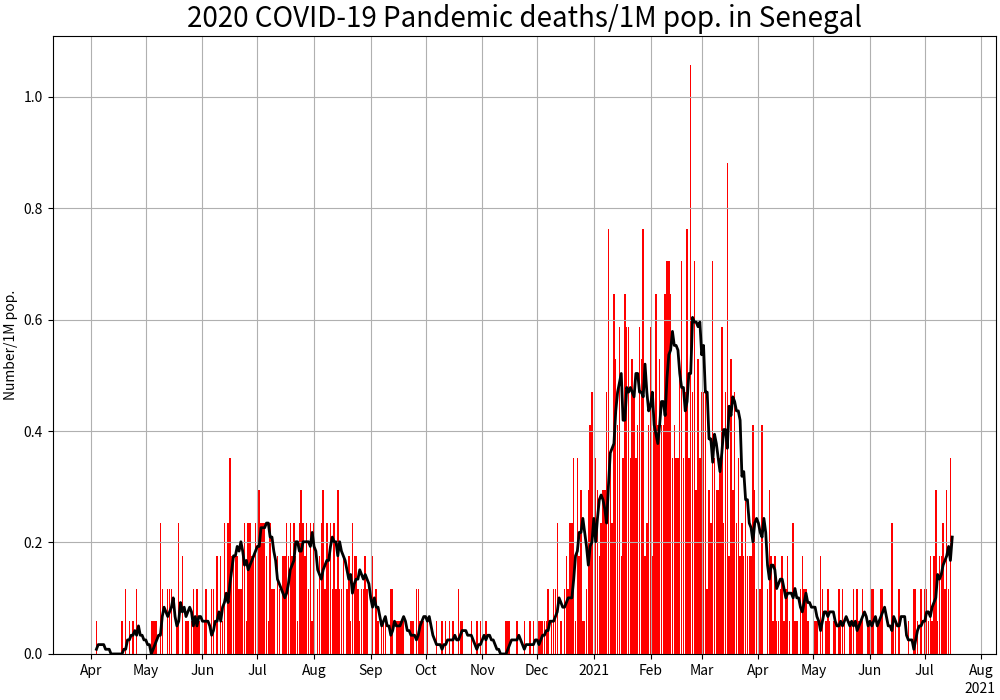 2020 COVID-19 Pandemic deaths/1M pop. in Senegal
Number/1M pop.
1.0
0.8
0.6
0.4
0.2
0.0
Apr May Jun Jul Aug Sep Oct Nov Dec 2021 Feb Mar Apr May Jun Jul Aug
2021